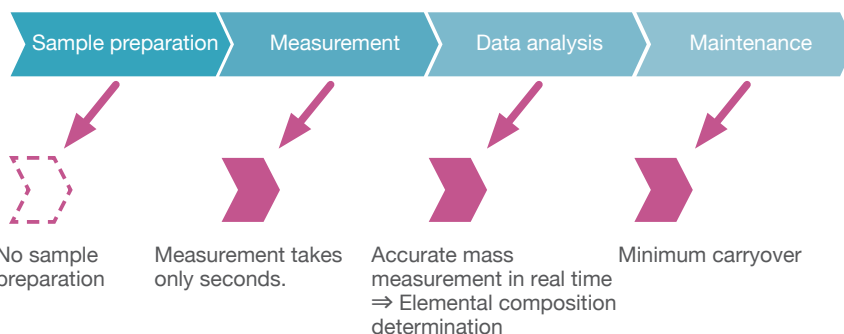 Sample preparation
Measurement
Data analysis
Maintenance
No sample
preparation
Measurement takes
only seconds.
Accurate mass
measurement in real time
⇒ Elemental composition
determination
Minimum carryover